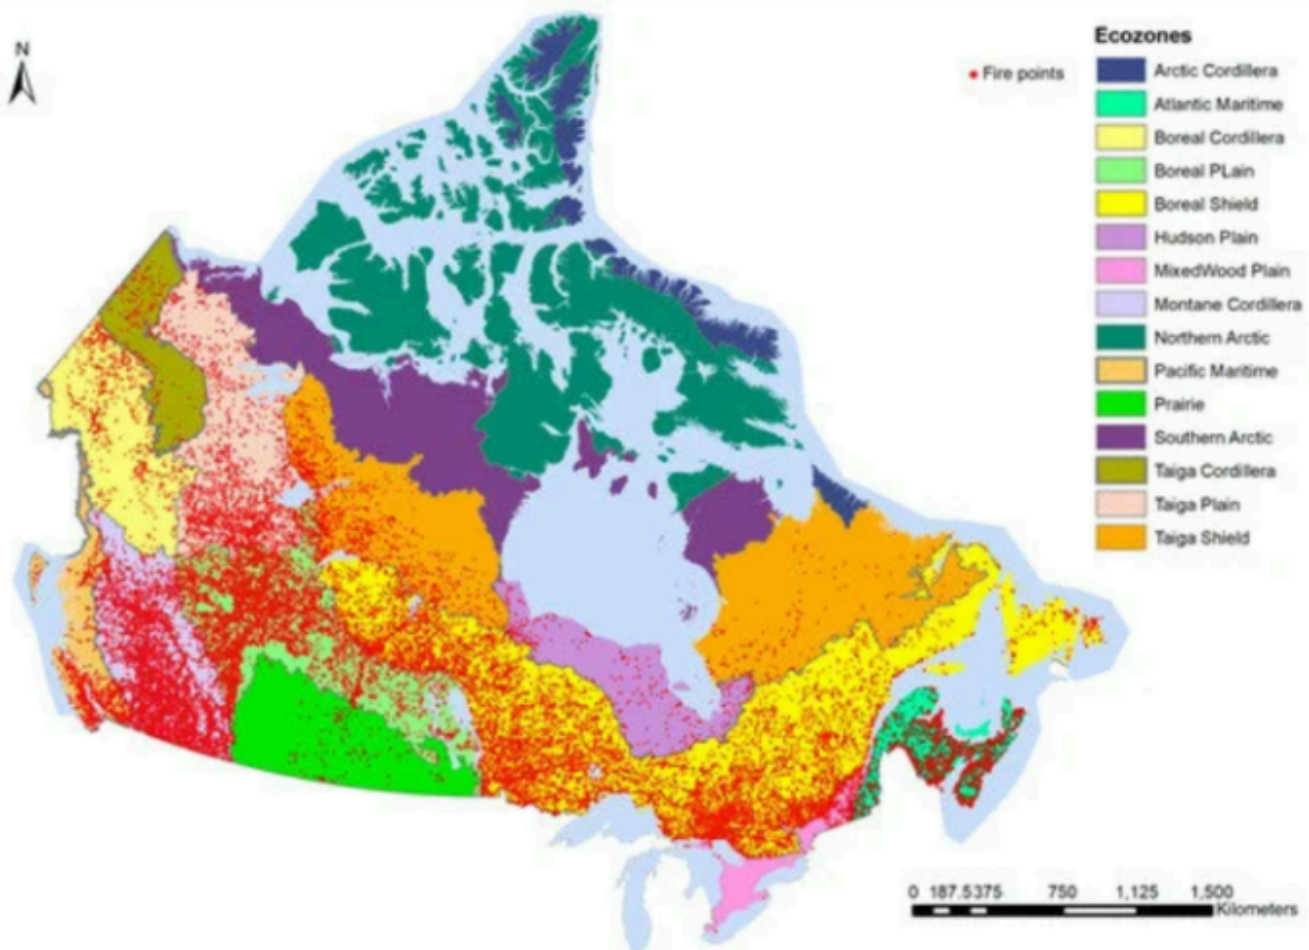 N
Fire points
Ecozones
Arctic Cordillera
Atlantic Maritime
Boreal Cordillera
Boreal PLain
Boreal Shield
Hudson Plain
MixedWood Plain
Montane Cordillera
Northern Arctic
Pacific Maritime
Prairie
Southern Arctic
Taiga Cordillera
Taiga Plain
Taiga Shield
0 187.5 375 750 1,125 1,500
Kilometers